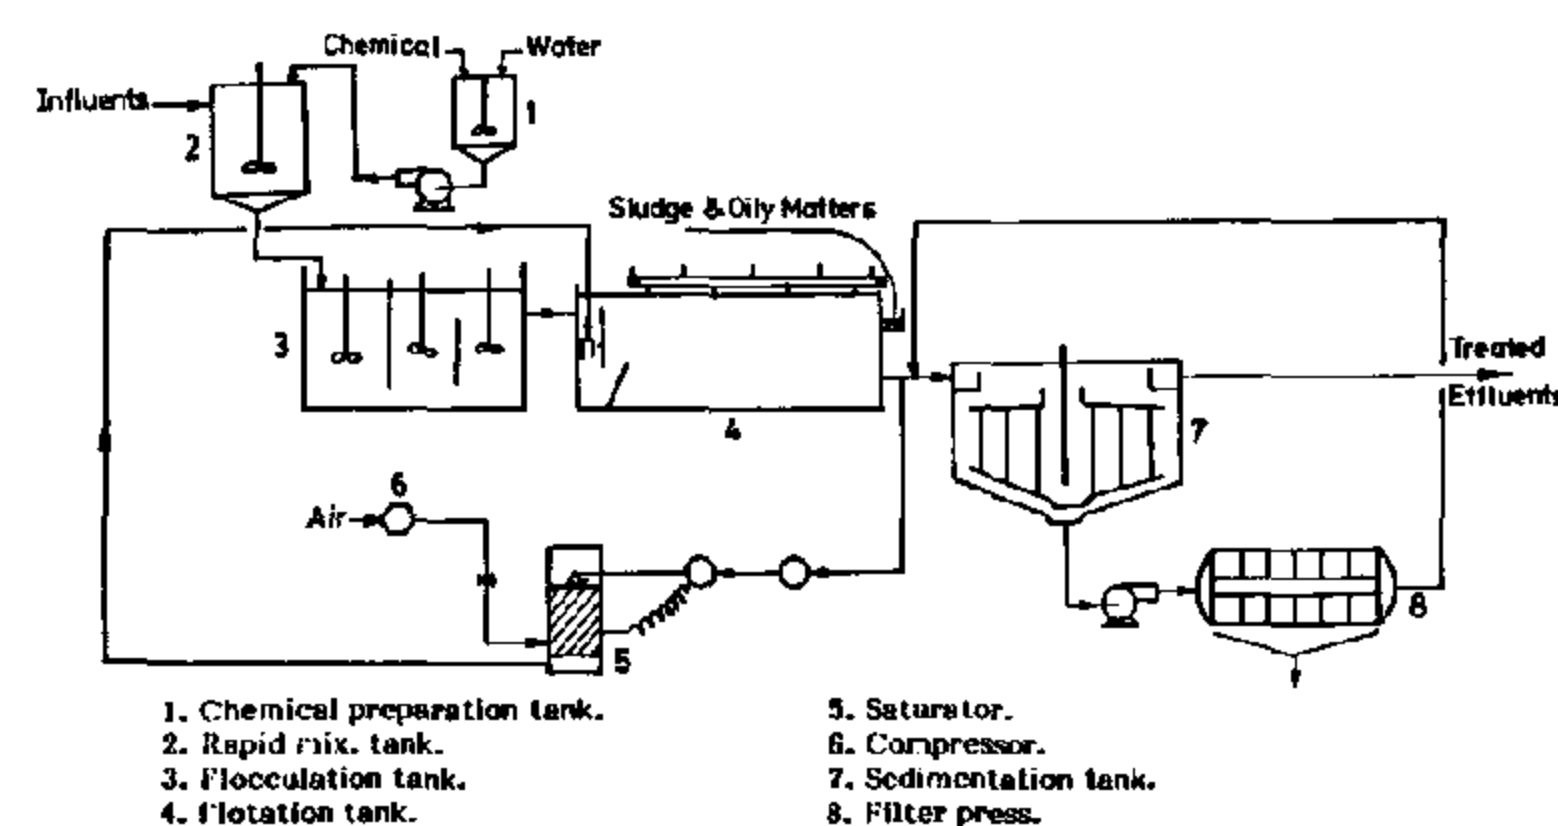 Chemical
Water
Influents
1
2
Sludge & Oily Matters
3
4
Treated
Effluents
7
6
Air
5
8
1. Chemical preparation tank.
2. Rapid mix. tank.
3. Flocculation tank.
4. Flotation tank.
5. Saturator.
6. Compressor.
7. Sedimentation tank.
8. Filter press.